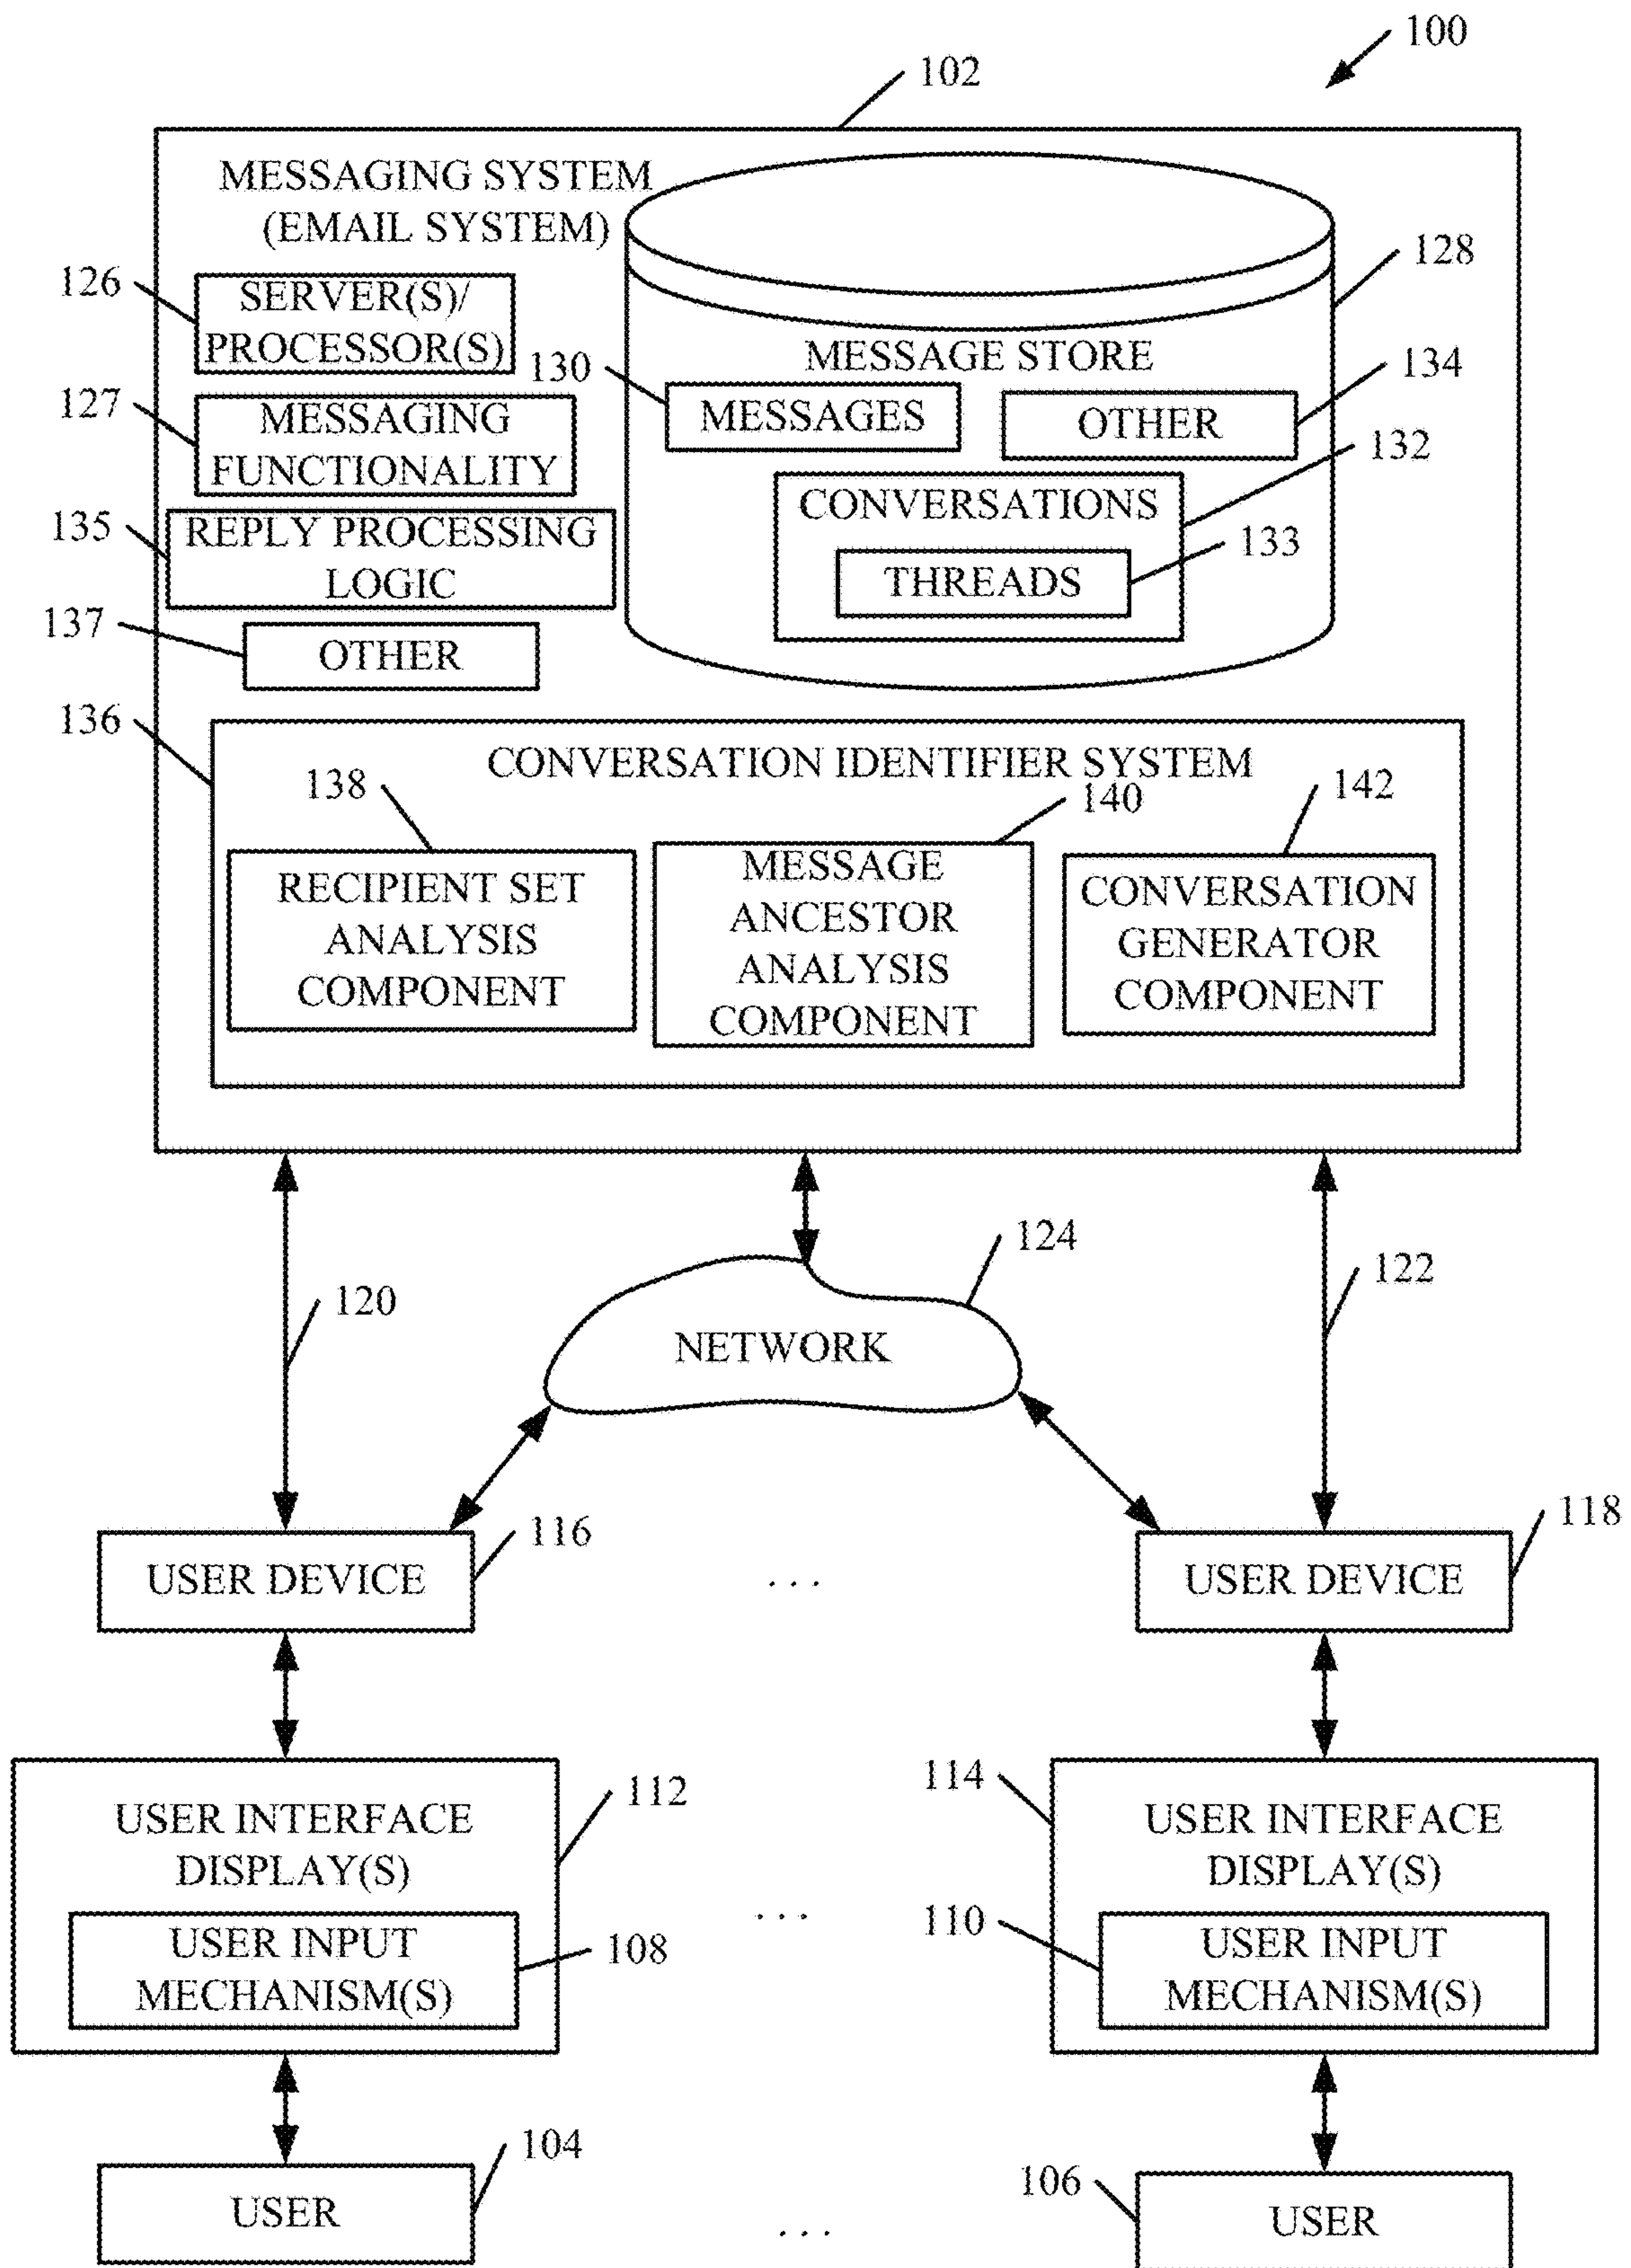 100
102
MESSAGING SYSTEM
(EMAIL SYSTEM)
126
SERVER(S)/
PROCESSOR(S)
127
MESSAGING
FUNCTIONALITY
135
REPLY PROCESSING
LOGIC
137
OTHER
128
MESSAGE STORE
130
MESSAGES
134
OTHER
132
CONVERSATIONS
133
THREADS
136
CONVERSATION IDENTIFIER SYSTEM
138
RECIPIENT SET
ANALYSIS
COMPONENT
140
MESSAGE
ANCESTOR
ANALYSIS
COMPONENT
142
CONVERSATION
GENERATOR
COMPONENT
120
124
NETWORK
122
116
USER DEVICE
...
118
USER DEVICE
112
USER INTERFACE
DISPLAY(S)
108
USER INPUT
MECHANISM(S)
...
114
USER INTERFACE
DISPLAY(S)
110
USER INPUT
MECHANISM(S)
104
USER
...
106
USER